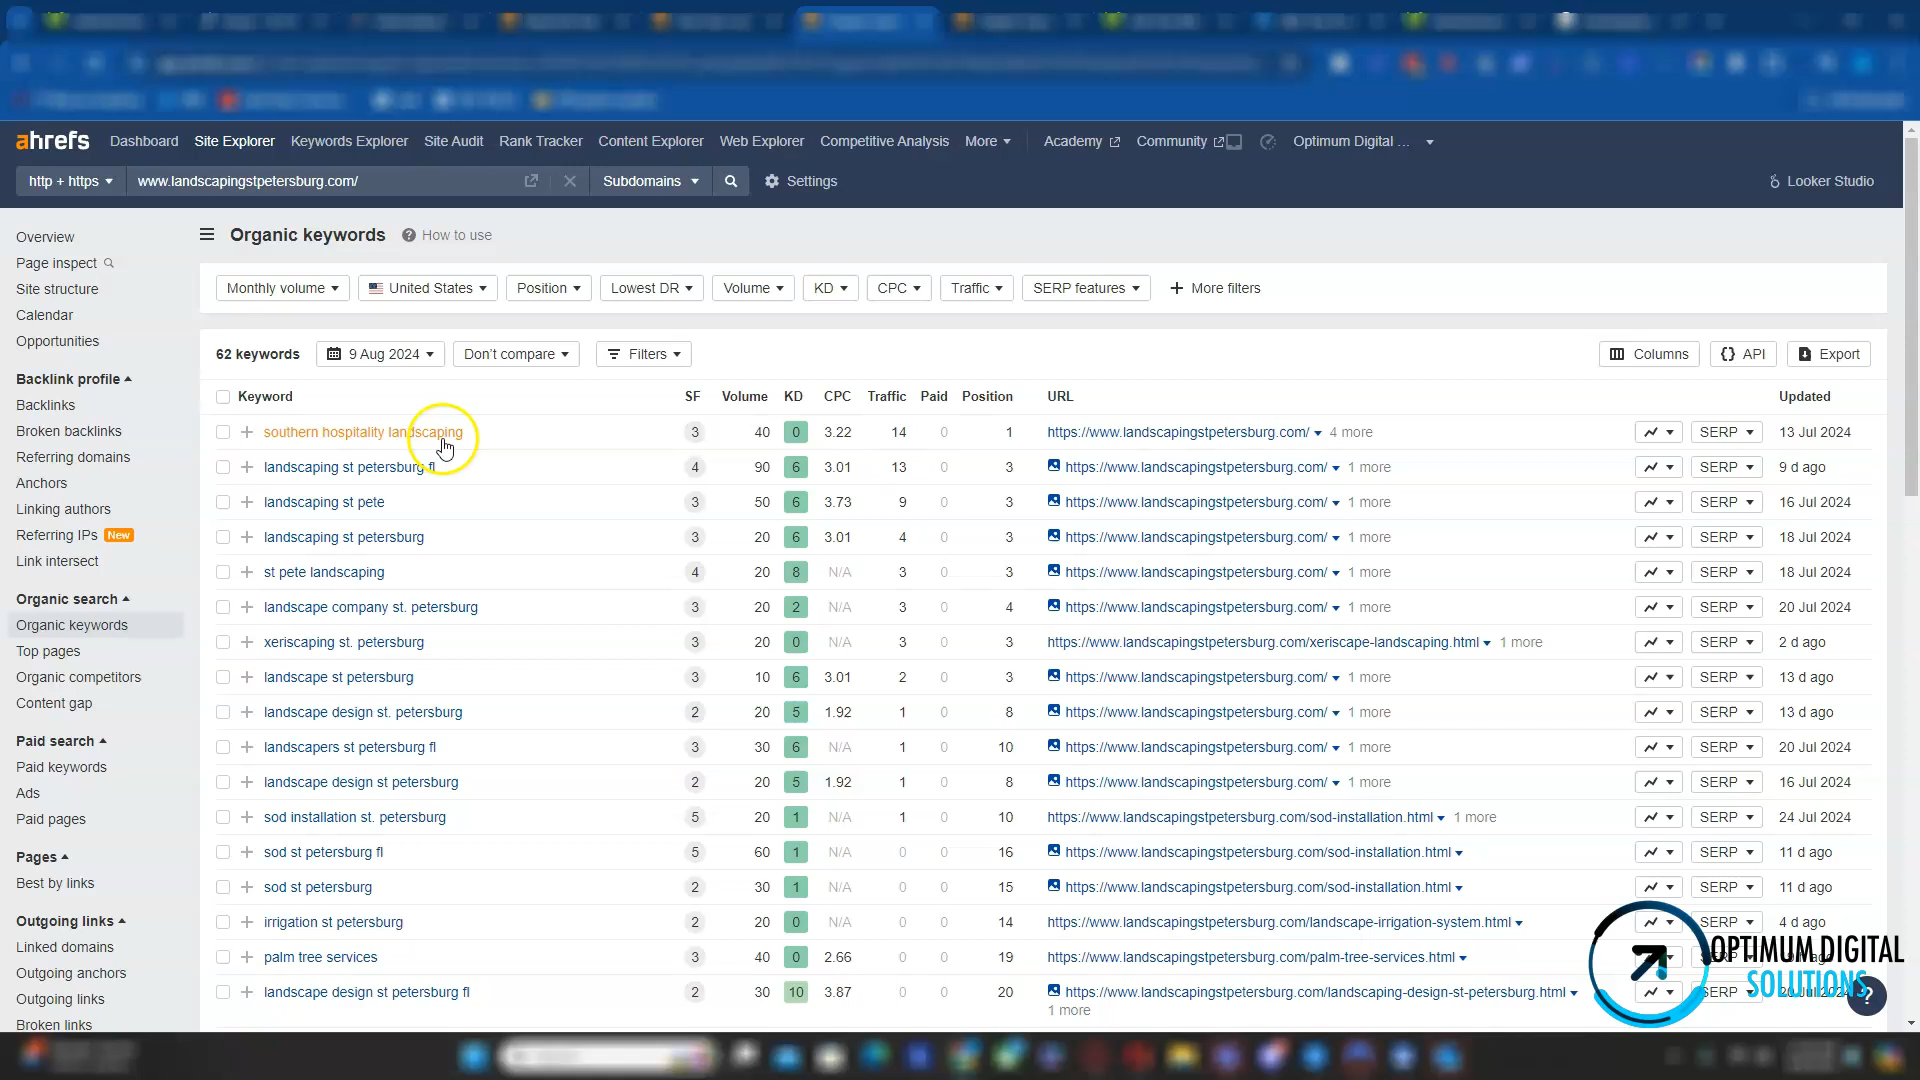 ahrefs Dashboard Site Explorer Keywords Explorer Site Audit Rank Tracker Content Explorer Web Explorer Competitive Analysis More Academy Community Optimum Digital ...
http + https www.landscapingstpetersburg.com/ Subdomains Settings Looker Studio
Overview
Page inspect
Site structure
Calendar
Opportunities
Backlink profile
Backlinks
Broken backlinks
Referring domains
Anchors
Linking authors
Referring IPs New
Link intersect
Organic search
Organic keywords
Top pages
Organic competitors
Content gap
Paid search
Paid keywords
Ads
Paid pages
Pages
Best by links
Outgoing links
Linked domains
Outgoing anchors
Outgoing links
Broken links
Organic keywords ? How to use
Monthly volume United States Position Lowest DR Volume KD CPC Traffic SERP features + More filters
62 keywords 9 Aug 2024 Don't compare Filters Columns {} API Export
Keyword SF Volume KD CPC Traffic Paid Position URL Updated
+ southern hospitality landscaping 3 40 0 3.22 14 0 1 https://www.landscapingstpetersburg.com/ 4 more SERP 13 Jul 2024
+ landscaping st petersburg fl 4 90 6 3.01 13 0 3 https://www.landscapingstpetersburg.com/ 1 more SERP 9 d ago
+ landscaping st pete 3 50 6 3.73 9 0 3 https://www.landscapingstpetersburg.com/ 1 more SERP 16 Jul 2024
+ landscaping st petersburg 3 20 6 3.01 4 0 3 https://www.landscapingstpetersburg.com/ 1 more SERP 18 Jul 2024
+ st pete landscaping 4 20 8 N/A 3 0 3 https://www.landscapingstpetersburg.com/ 1 more SERP 18 Jul 2024
+ landscape company st. petersburg 3 20 2 N/A 3 0 4 https://www.landscapingstpetersburg.com/ 1 more SERP 20 Jul 2024
+ xeriscaping st. petersburg 3 20 0 N/A 3 0 3 https://www.landscapingstpetersburg.com/xeriscape-landscaping.html 1 more SERP 2 d ago
+ landscape st petersburg 3 10 6 3.01 2 0 3 https://www.landscapingstpetersburg.com/ 1 more SERP 13 d ago
+ landscape design st. petersburg 2 20 5 1.92 1 0 8 https://www.landscapingstpetersburg.com/ 1 more SERP 13 d ago
+ landscapers st petersburg fl 3 30 6 N/A 1 0 10 https://www.landscapingstpetersburg.com/ 1 more SERP 20 Jul 2024
+ landscape design st petersburg 2 20 5 1.92 1 0 8 https://www.landscapingstpetersburg.com/ 1 more SERP 16 Jul 2024
+ sod installation st. petersburg 5 20 1 N/A 1 0 10 https://www.landscapingstpetersburg.com/sod-installation.html 1 more SERP 24 Jul 2024
+ sod st petersburg fl 5 60 1 N/A 0 0 16 https://www.landscapingstpetersburg.com/sod-installation.html SERP 11 d ago
+ sod st petersburg 2 30 1 N/A 0 0 15 https://www.landscapingstpetersburg.com/sod-installation.html SERP 11 d ago
+ irrigation st petersburg 2 20 0 N/A 0 0 14 https://www.landscapingstpetersburg.com/landscape-irrigation-system.html SERP 4 d ago
+ palm tree services 3 40 0 2.66 0 0 19 https://www.landscapingstpetersburg.com/palm-tree-services.html
+ landscape design st petersburg fl 2 30 10 3.87 0 0 20 https://www.landscapingstpetersburg.com/landscaping-design-st-petersburg.html SERP 20 Jul 2024
1 more
OPTIMUM DIGITAL
SOLUTIONS
?